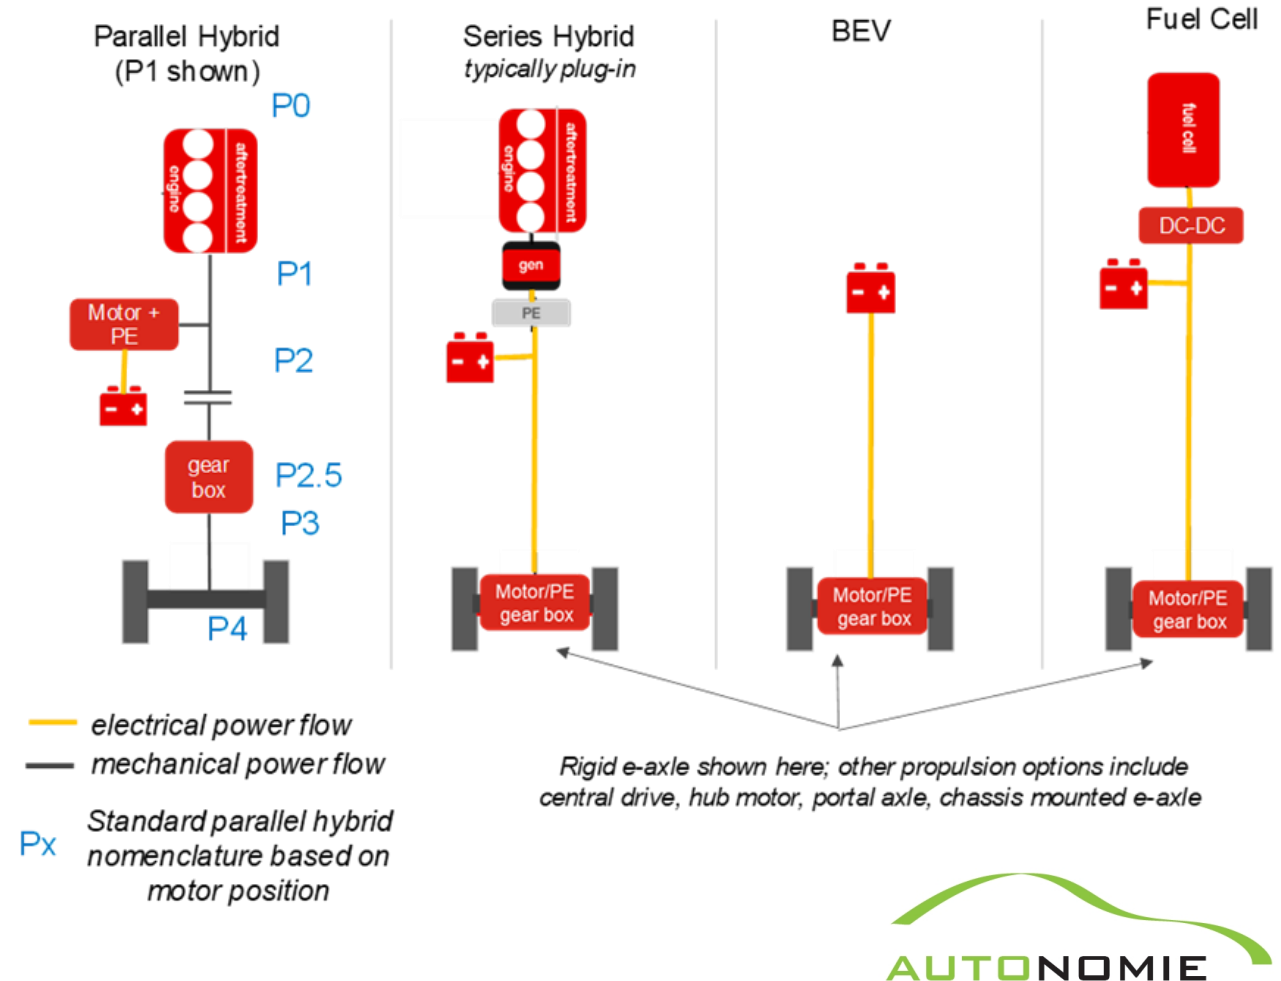 Parallel Hybrid
(P1 shown)
P0
engine
aftertreatment
P1
Motor +
PE
P2
gear
box
P2.5
P3
P4
Series Hybrid
typically plug-in
engine
aftertreatment
gen
PE
Motor/PE
gear box
BEV
Motor/PE
gear box
Fuel Cell
fuel cell
DC-DC
Motor/PE
gear box
electrical power flow
mechanical power flow
Px
Standard parallel hybrid
nomenclature based on
motor position
Rigid e-axle shown here; other propulsion options include
central drive, hub motor, portal axle, chassis mounted e-axle
AUTONOMIE